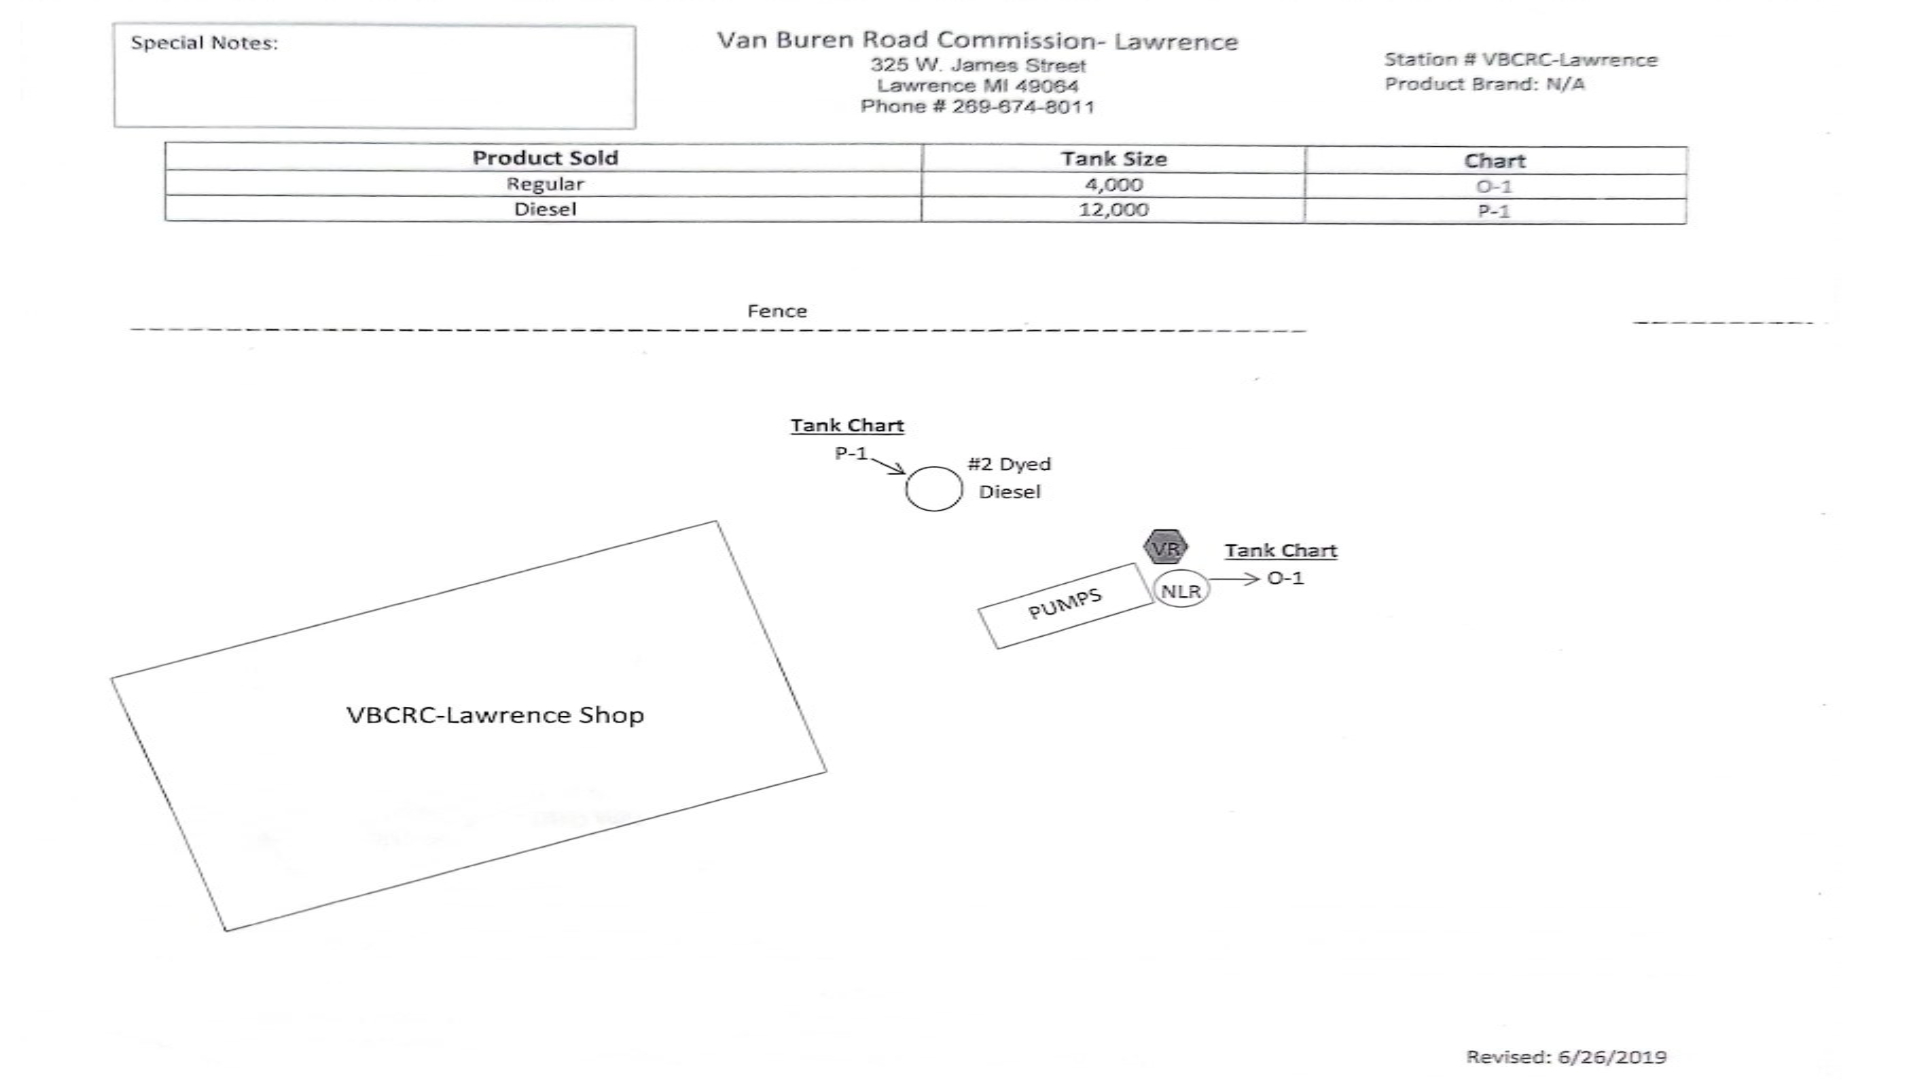 Special Notes:
Van Buren Road Commission- Lawrence
325 W. James Street
Lawrence MI 49064
Phone # 269-674-8011
Station # VBCRC-Lawrence
Product Brand: N/A
Product Sold Tank Size Chart
Regular 4,000 O-1
Diesel 12,000 P-1
Fence
Tank Chart
P-1
#2 Dyed
Diesel
VR
Tank Chart
NLR
O-1
PUMPS
VBCRC-Lawrence Shop
Revised: 6/26/2019